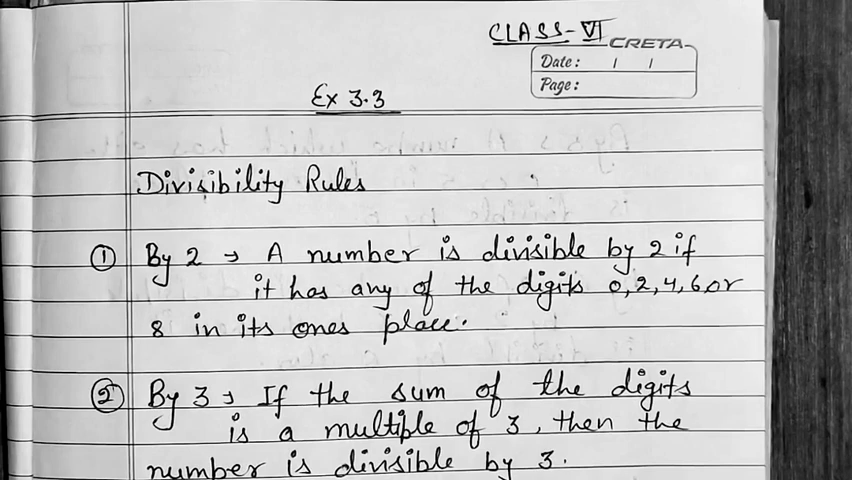 CLASS-VI
CRETA
Date: / /
Page:
Ex 3.3
Divisibility Rules
① By 2 → A number is divisible by 2 if
it has any of the digits 0, 2, 4, 6 or
8 in its ones place.
② By 3 → If the sum of the digits
is a multiple of 3, then the
number is divisible by 3.